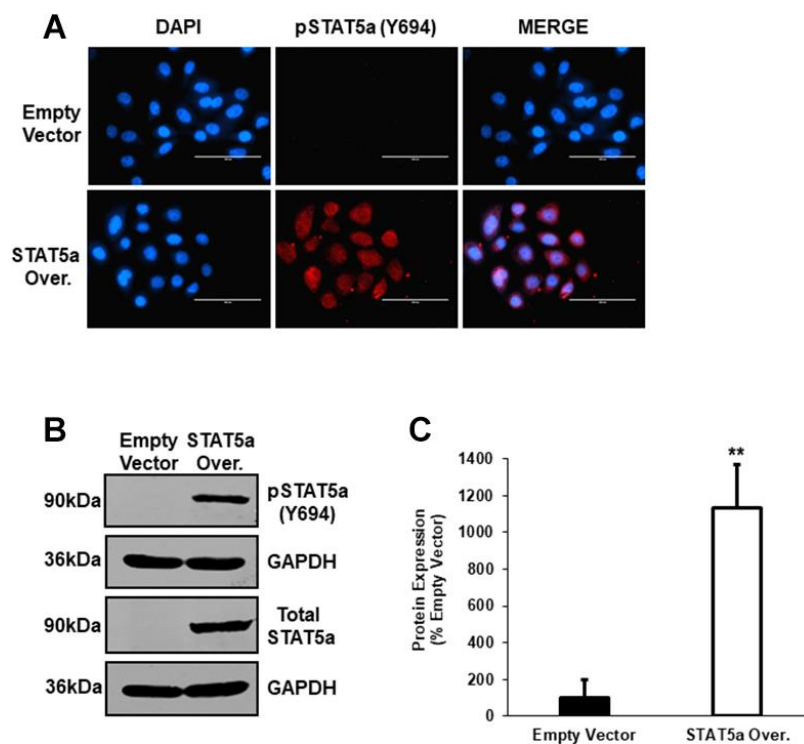 A
DAPI
pSTAT5a (Y694)
MERGE
Empty
Vector
STAT5a
Over.
B
Empty
Vector
STAT5a
Over.
90kDa
pSTAT5a
(Y694)
36kDa
GAPDH
90kDa
Total
STAT5a
36kDa
GAPDH
C
Protein Expression
(% Empty Vector)
1400
1200
1000
800
600
400
200
0
**
Empty Vector
STAT5a Over.